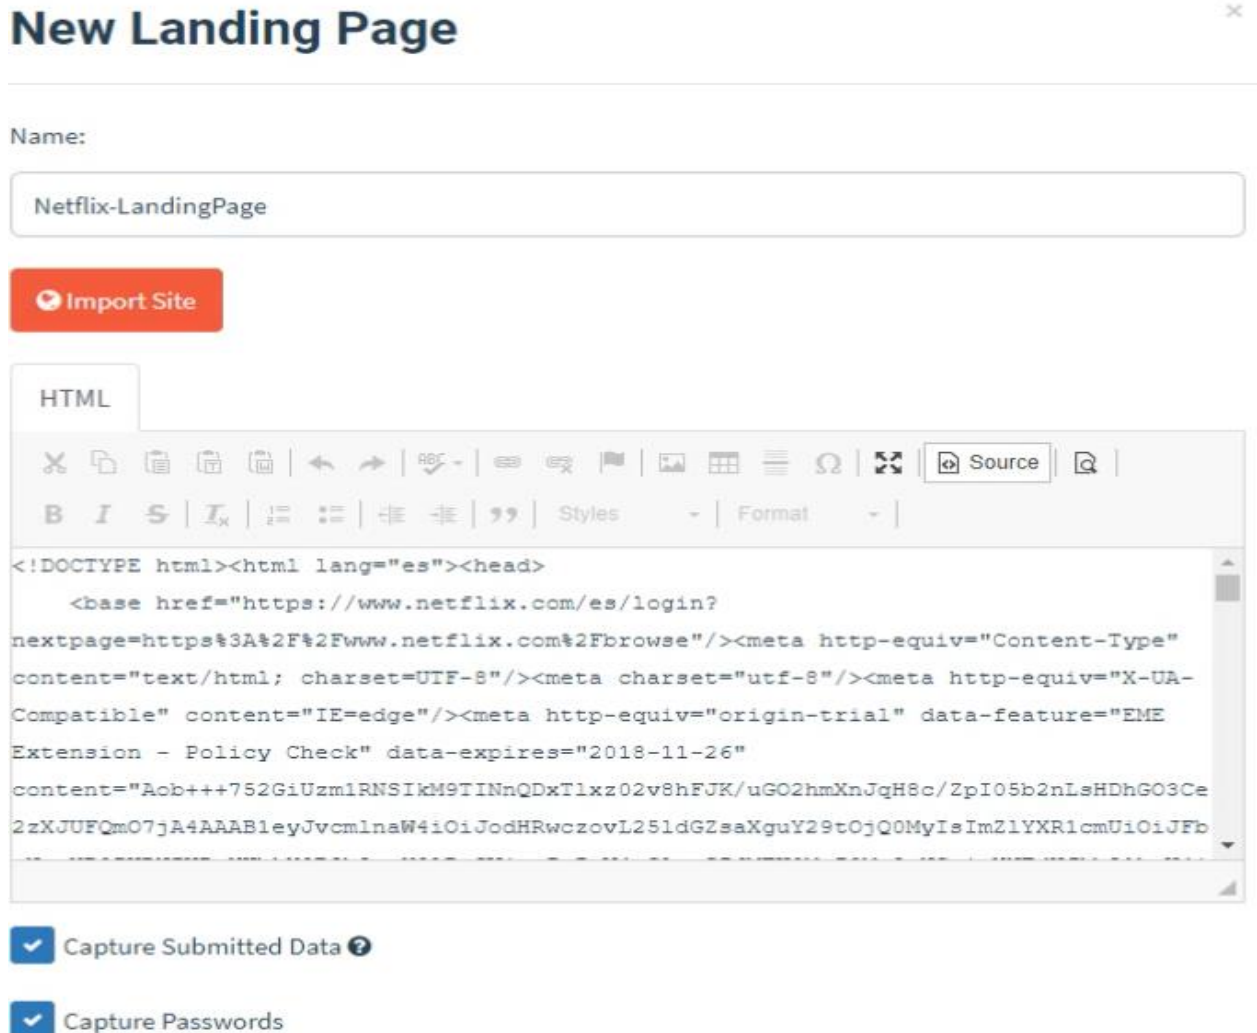 New Landing Page
×
Name:
Netflix-LandingPage
Import Site
HTML
ABC
Source
B I S Styles Format
<!DOCTYPE html><html lang="es"><head>
<base href="https://www.netflix.com/es/login?
nextpage=https%3A%2F%2Fwww.netflix.com%2Fbrowse"/><meta http-equiv="Content-Type"
content="text/html; charset=UTF-8"/><meta charset="utf-8"/><meta http-equiv="X-UA-
Compatible" content="IE=edge"/><meta http-equiv="origin-trial" data-feature="EME
Extension - Policy Check" data-expires="2018-11-26"
content="Aob+++752GiUzm1RNSIkM9TINnQDxTlxz02v8hFJK/uGO2hmXnJqH8c/ZpI05b2nLsHDhGO3Ce
2zXJUFQmO7jA4AAAB1eyJvcmlnaW4iOiJodHRwczovL25ldGZsaXguY29tOjQ0MyIsImZlYXR1cmUiOiJFb
Capture Submitted Data
Capture Passwords